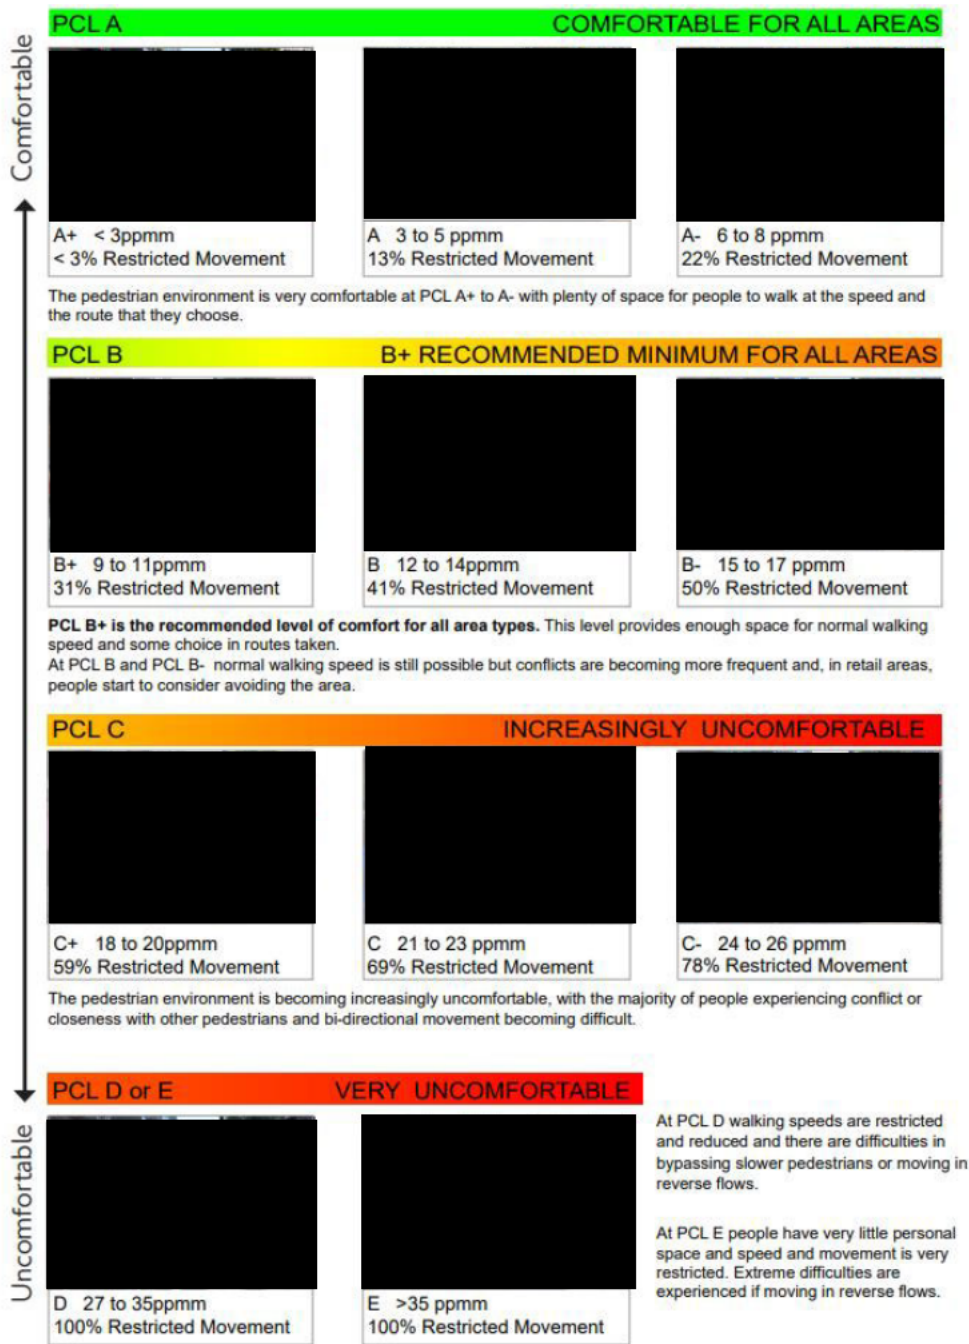 Comfortable
Uncomfortable
PCL A COMFORTABLE FOR ALL AREAS
A+ < 3ppmm
< 3% Restricted Movement
A 3 to 5 ppmm
13% Restricted Movement
A- 6 to 8 ppmm
22% Restricted Movement
The pedestrian environment is very comfortable at PCL A+ to A- with plenty of space for people to walk at the speed and
the route that they choose.
PCL B B+ RECOMMENDED MINIMUM FOR ALL AREAS
B+ 9 to 11ppmm
31% Restricted Movement
B 12 to 14ppmm
41% Restricted Movement
B- 15 to 17 ppmm
50% Restricted Movement
PCL B+ is the recommended level of comfort for all area types. This level provides enough space for normal walking
speed and some choice in routes taken.
At PCL B and PCL B- normal walking speed is still possible but conflicts are becoming more frequent and, in retail areas,
people start to consider avoiding the area.
PCL C INCREASINGLY UNCOMFORTABLE
C+ 18 to 20ppmm
59% Restricted Movement
C 21 to 23 ppmm
69% Restricted Movement
C- 24 to 26 ppmm
78% Restricted Movement
The pedestrian environment is becoming increasingly uncomfortable, with the majority of people experiencing conflict or
closeness with other pedestrians and bi-directional movement becoming difficult.
PCL D or E VERY UNCOMFORTABLE
D 27 to 35ppmm
100% Restricted Movement
E >35 ppmm
100% Restricted Movement
At PCL D walking speeds are restricted
and reduced and there are difficulties in
bypassing slower pedestrians or moving in
reverse flows.
At PCL E people have very little personal
space and speed and movement is very
restricted. Extreme difficulties are
experienced if moving in reverse flows.